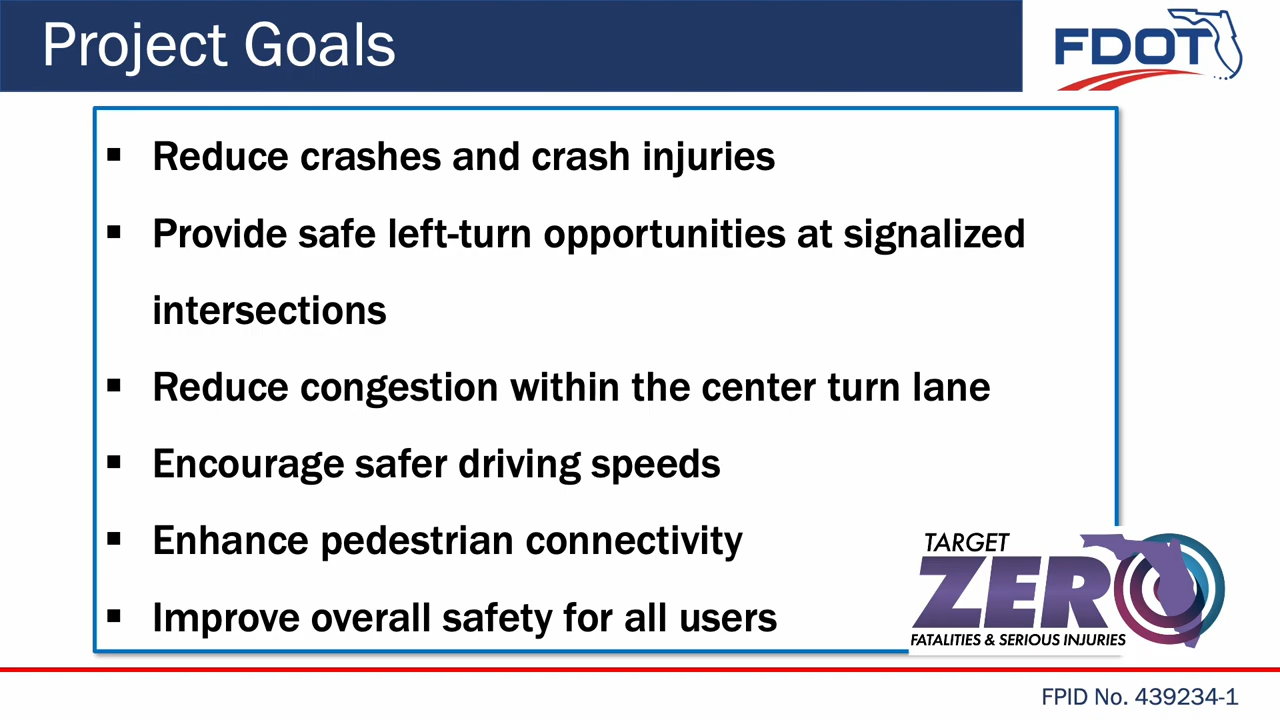 Project Goals
FDOT
▪ Reduce crashes and crash injuries
▪ Provide safe left-turn opportunities at signalized
intersections
▪ Reduce congestion within the center turn lane
▪ Encourage safer driving speeds
▪ Enhance pedestrian connectivity
▪ Improve overall safety for all users
TARGET
ZERO
FATALITIES & SERIOUS INJURIES
FPID No. 439234-1